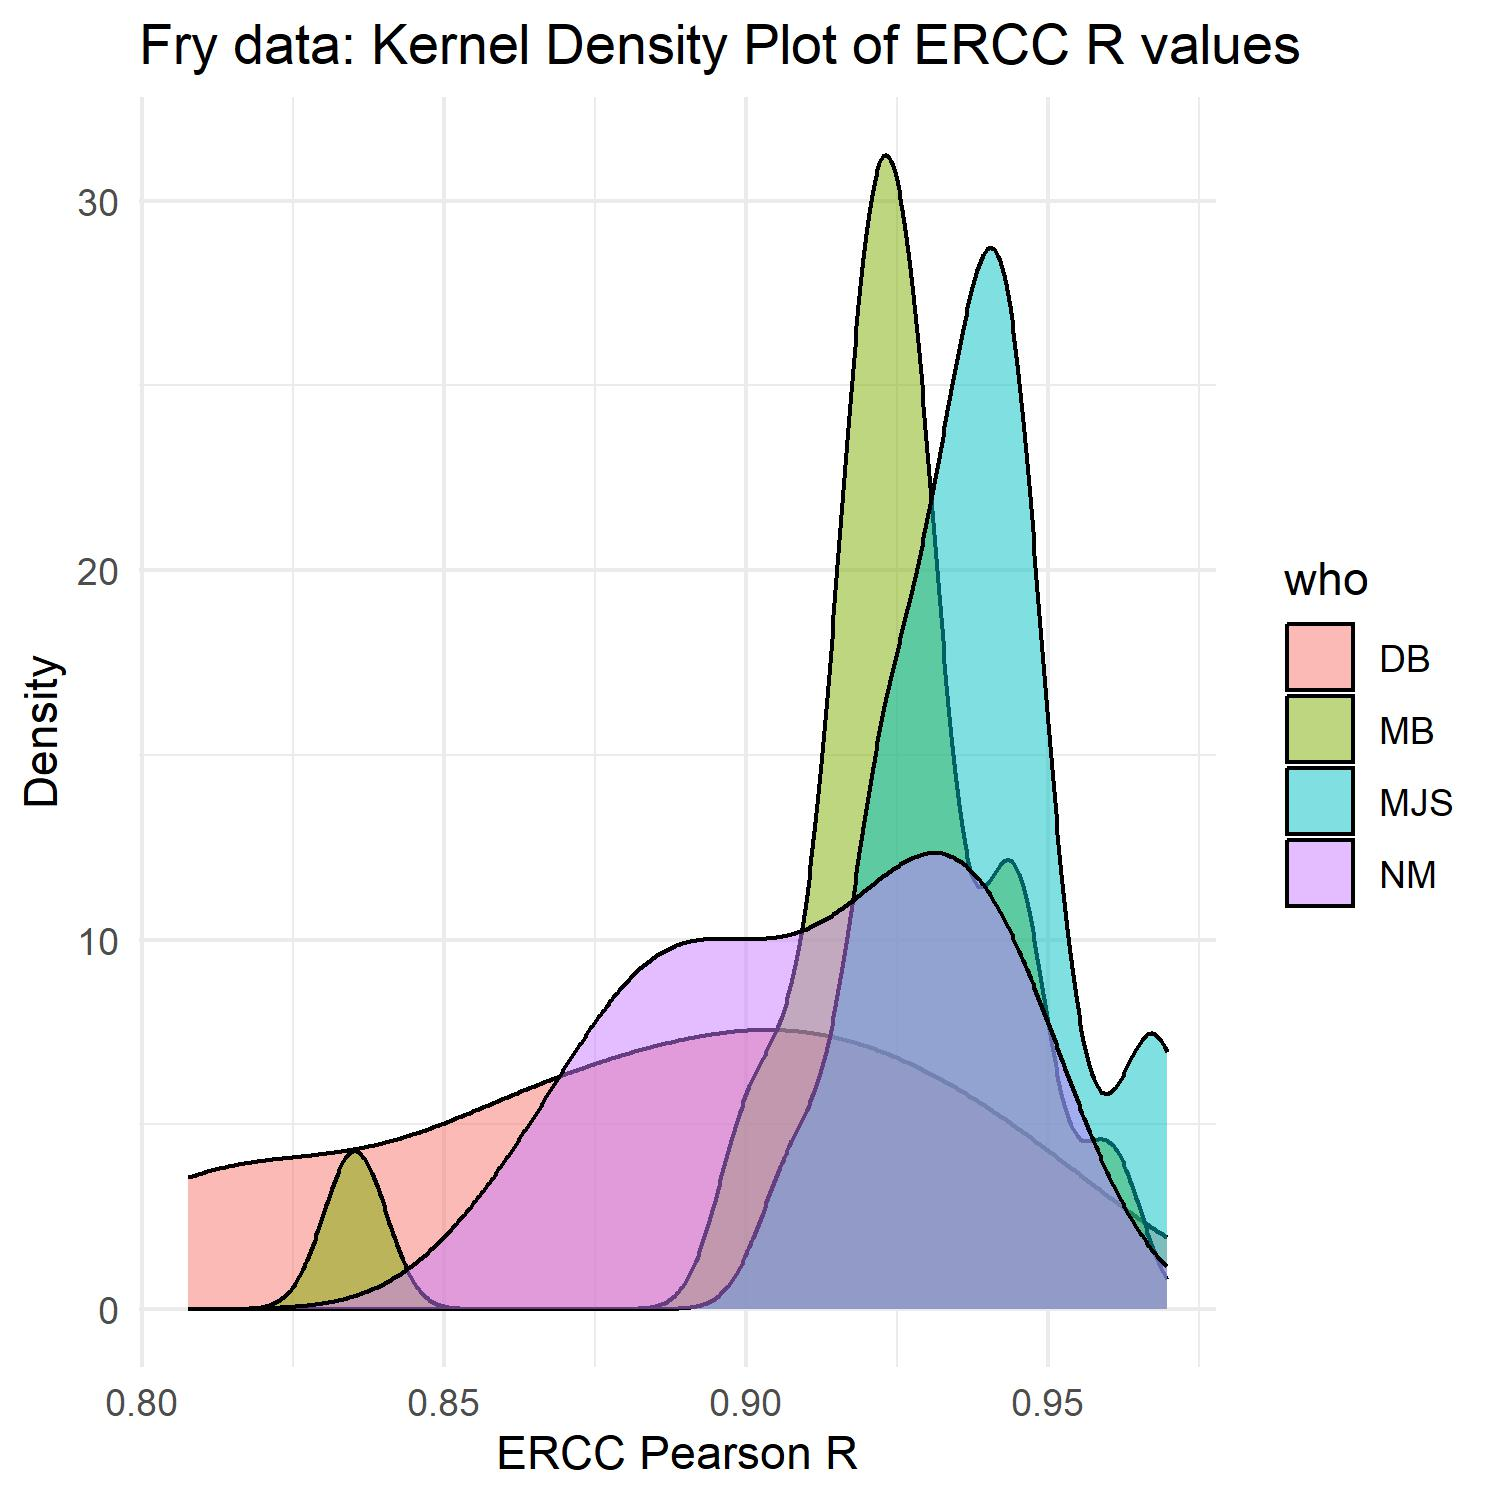 Fry data: Kernel Density Plot of ERCC R values
30
20
10
0
Density
0.80 0.85 0.90 0.95
ERCC Pearson R
who
DB
MB
MJS
NM